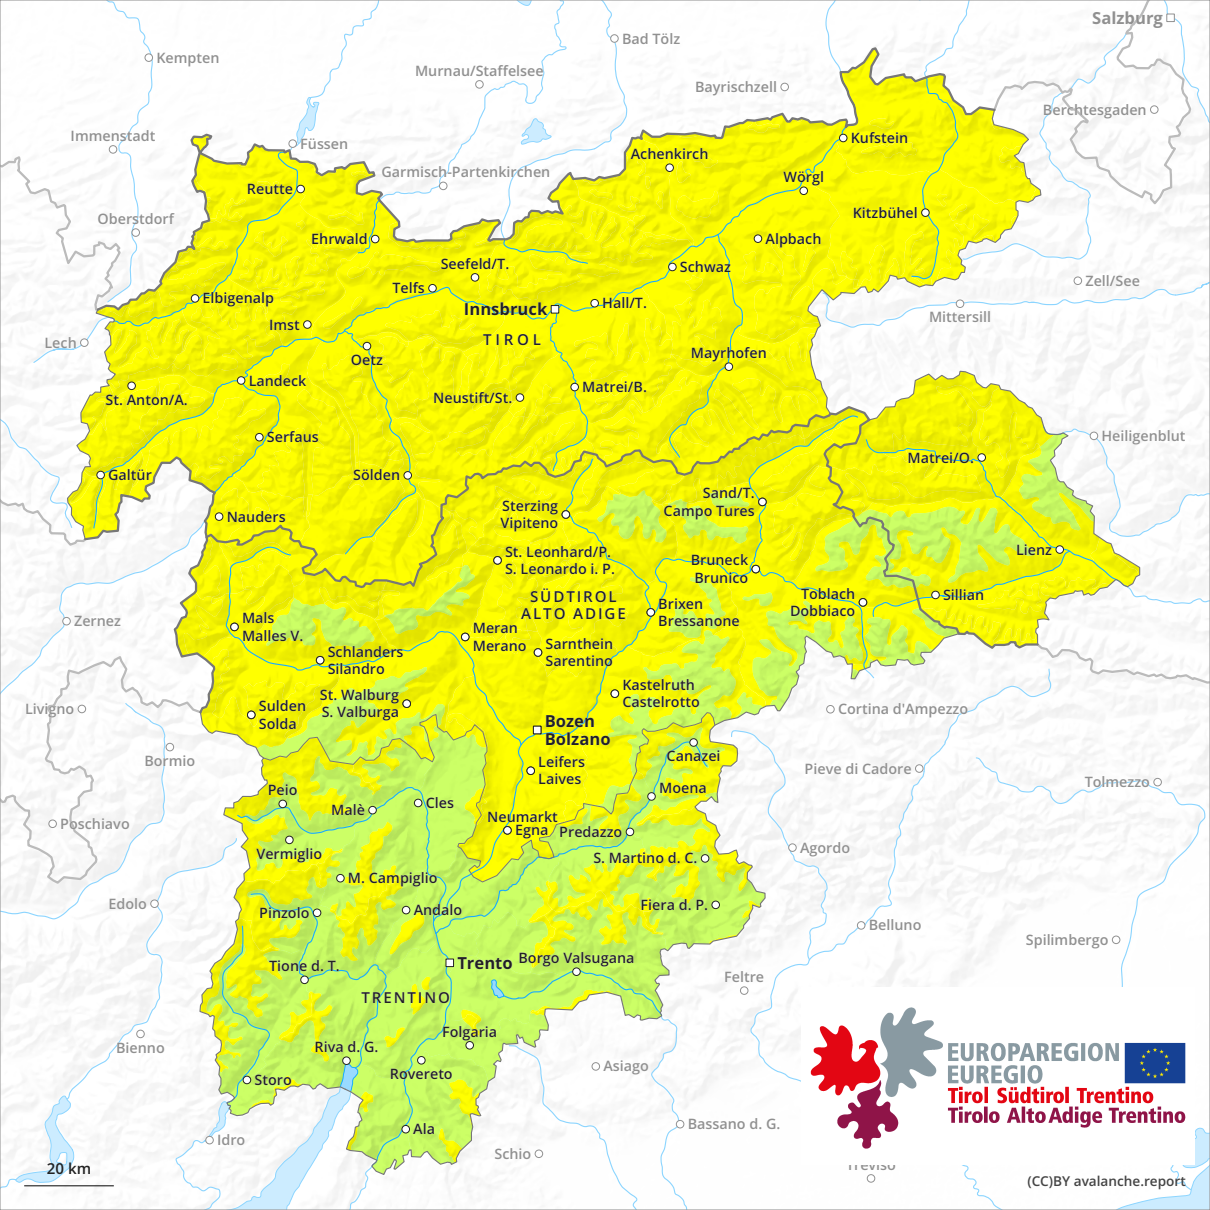 Salzburg
Bad Tölz
Kempten
Murnau/Staffelsee
Bayrischzell
Berchtesgaden
Immenstadt
Füssen
Kufstein
Achenkirch
Garmisch-Partenkirchen
Wörgl
Reutte
Oberstdorf
Kitzbühel
Ehrwald
Alpbach
Seefeld/T.
Schwaz
Zell/See
Telfs
Elbigenalp
Hall/T.
Innsbruck
Mittersill
Imst
TIROL
Lech
Oetz
Mayrhofen
Landeck
St. Anton/A.
Matrei/B.
Neustift/St.
Serfaus
Heiligenblut
Matrei/O.
Galtür
Sölden
Sand/T.
Campo Tures
Sterzing
Vipiteno
Nauders
Lienz
St. Leonhard/P.
S. Leonardo i. P.
Bruneck
Brunico
SÜDTIROL
ALTO ADIGE
Toblach
Dobbiaco
Sillian
Brixen
Bressanone
Zernez
Mals
Malles V.
Meran
Merano
Sarnthein
Sarentino
Schlanders
Silandro
Kastelruth
Castelrotto
St. Walburg
S. Valburga
Sulden
Solda
Livigno
Cortina d'Ampezzo
Bozen
Bolzano
Bormio
Canazei
Leifers
Laives
Pieve di Cadore
Tolmezzo
Peio
Moena
Malè
Cles
Neumarkt
Egna
Predazzo
Poschiavo
Agordo
Vermiglio
S. Martino d. C.
M. Campiglio
Edolo
Pinzolo
Andalo
Fiera d. P.
Belluno
Spilimbergo
Borgo Valsugana
Trento
Tione d. T.
Feltre
TRENTINO
Folgaria
Bienno
Riva d. G.
Rovereto
Asiago
Storo
EUROPAREGION
EUREGIO
Tirol Südtirol Trentino
Tirolo Alto Adige Trentino
Ala
Bassano d. G.
Idro
Schio
Treviso
20 km
(CC)BY avalanche.report